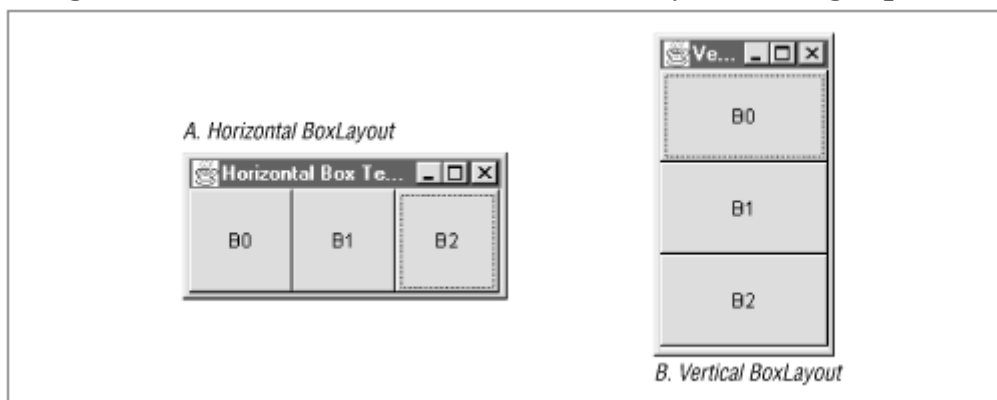 A. Horizontal BoxLayout
Horizontal Box Te...
B0 B1 B2
Ve...
B0
B1
B2
B. Vertical BoxLayout